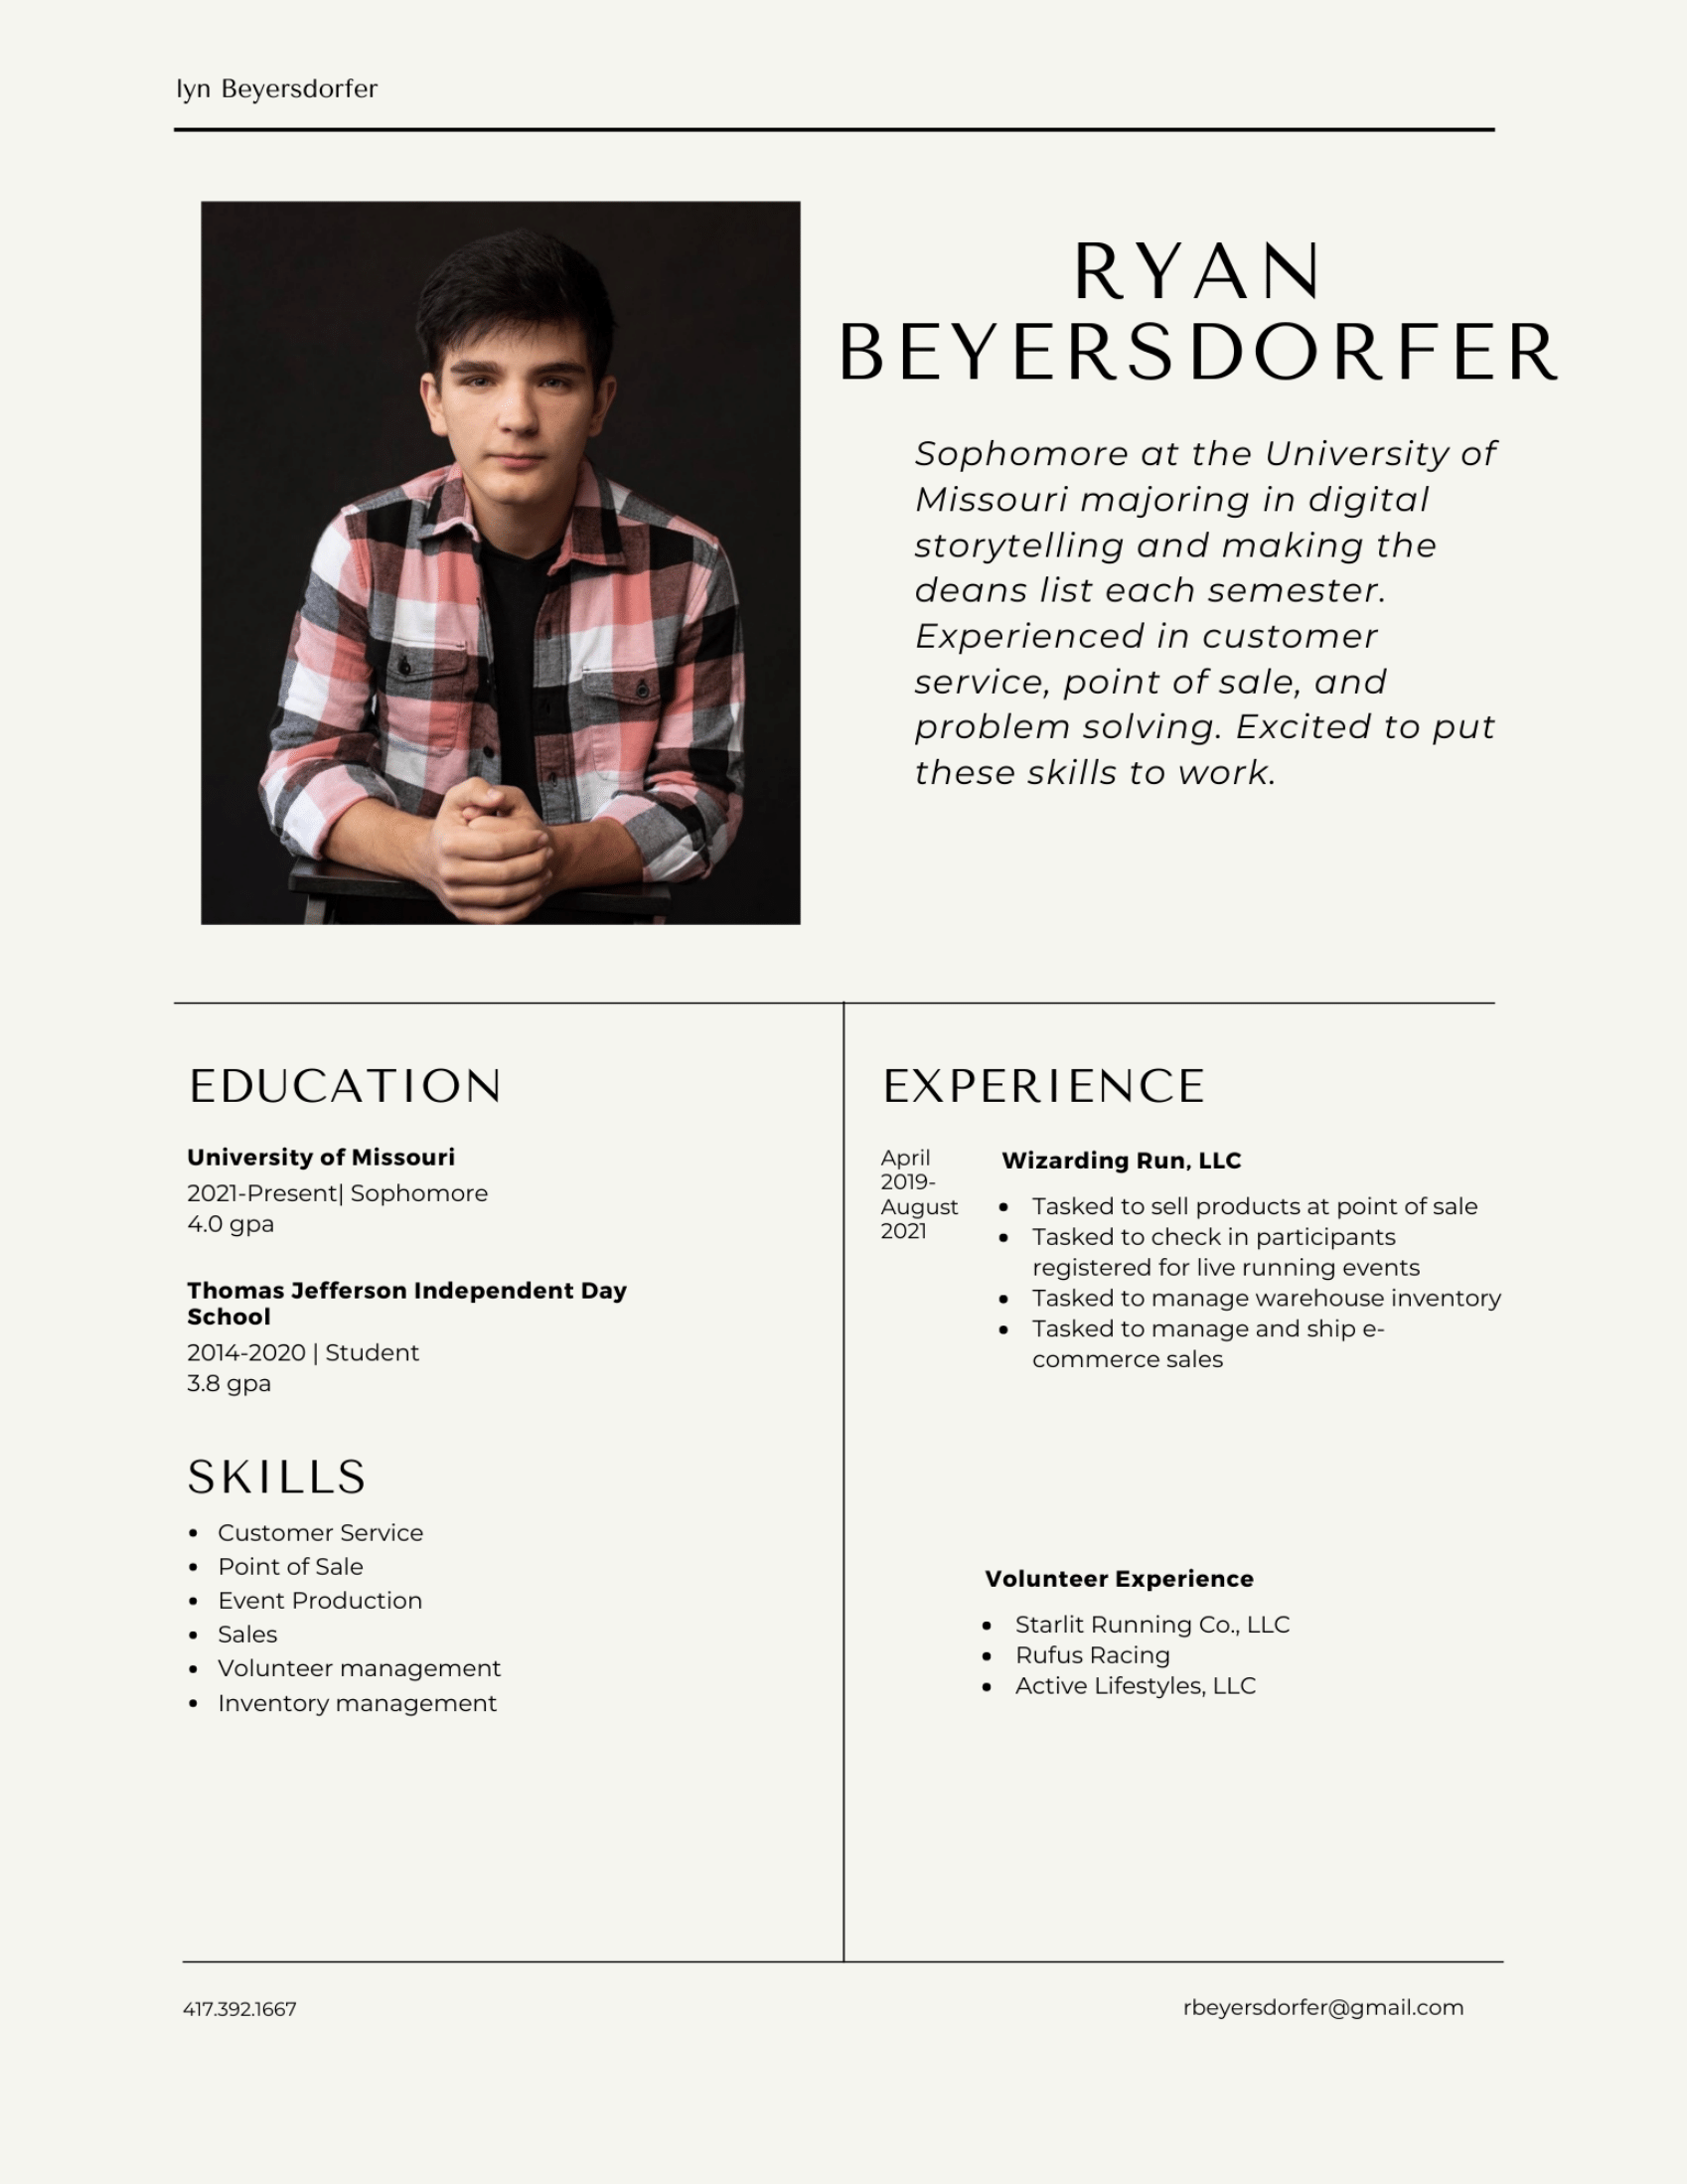 lyn Beyersdorfer
RYAN
BEYERSDORFER
Sophomore at the University of
Missouri majoring in digital
storytelling and making the
deans list each semester.
Experienced in customer
service, point of sale, and
problem solving. Excited to put
these skills to work.
EDUCATION
University of Missouri
2021-Present| Sophomore
4.0 gpa
Thomas Jefferson Independent Day
School
2014-2020 | Student
3.8 gpa
SKILLS
• Customer Service
• Point of Sale
• Event Production
• Sales
• Volunteer management
• Inventory management
EXPERIENCE
April
2019-
August
2021
Wizarding Run, LLC
• Tasked to sell products at point of sale
• Tasked to check in participants
registered for live running events
• Tasked to manage warehouse inventory
• Tasked to manage and ship e-
commerce sales
Volunteer Experience
• Starlit Running Co., LLC
• Rufus Racing
• Active Lifestyles, LLC
417.392.1667
rbeyersdorfer@gmail.com